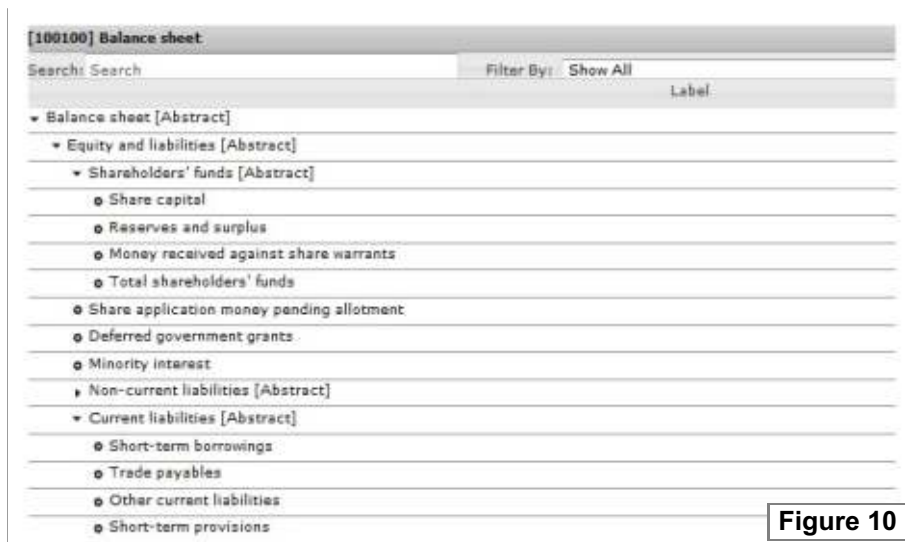 [100100] Balance sheet
Search: Search Filter By: Show All
Label
Balance sheet [Abstract]
Equity and liabilities [Abstract]
Shareholders' funds [Abstract]
Share capital
Reserves and surplus
Money received against share warrants
Total shareholders' funds
Share application money pending allotment
Deferred government grants
Minority interest
Non-current liabilities [Abstract]
Current liabilities [Abstract]
Short-term borrowings
Trade payables
Other current liabilities
Short-term provisions
Figure 10